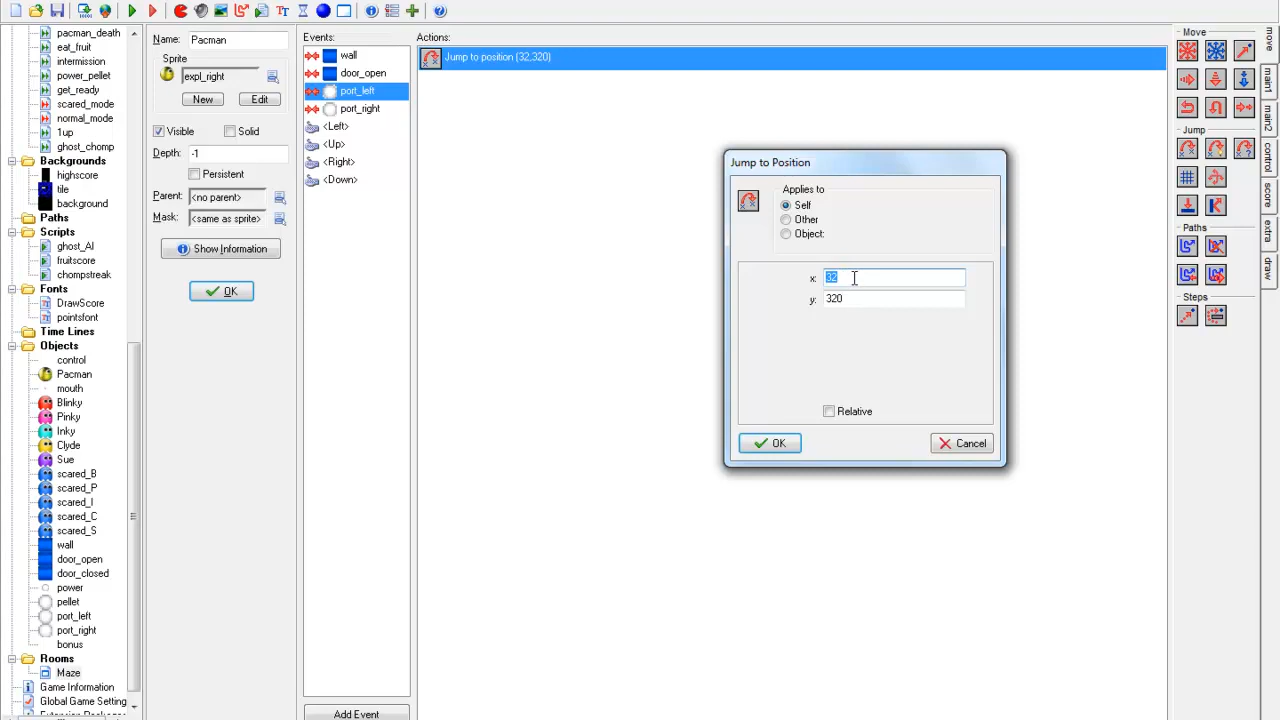 pacman_death
eat_fruit
intermission
power_pellet
get_ready
scared_mode
normal_mode
1up
ghost_chomp
Backgrounds
highscore
tile
background
Paths
Scripts
ghost_AI
fruitscore
chompstreak
Fonts
DrawScore
pointsfont
Time Lines
Objects
control
Pacman
mouth
Blinky
Pinky
Inky
Clyde
Sue
scared_B
scared_P
scared_I
scared_C
scared_S
wall
door_open
door_closed
power
pellet
port_left
port_right
bonus
Rooms
Maze
Game Information
Global Game Setting
Name: Pacman
Sprite
expl_right
New Edit
Visible Solid
Depth: -1
Persistent
Parent: <no parent>
Mask: <same as sprite>
Show Information
OK
Events:
wall
door_open
port_left
port_right
<Left>
<Up>
<Right>
<Down>
Add Event
Actions:
Jump to position (32,320)
Jump to Position
Applies to
Self
Other
Object:
x: 32
y: 320
Relative
OK Cancel
Move
Jump
Paths
Steps
move
main1
main2
control
score
extra
draw